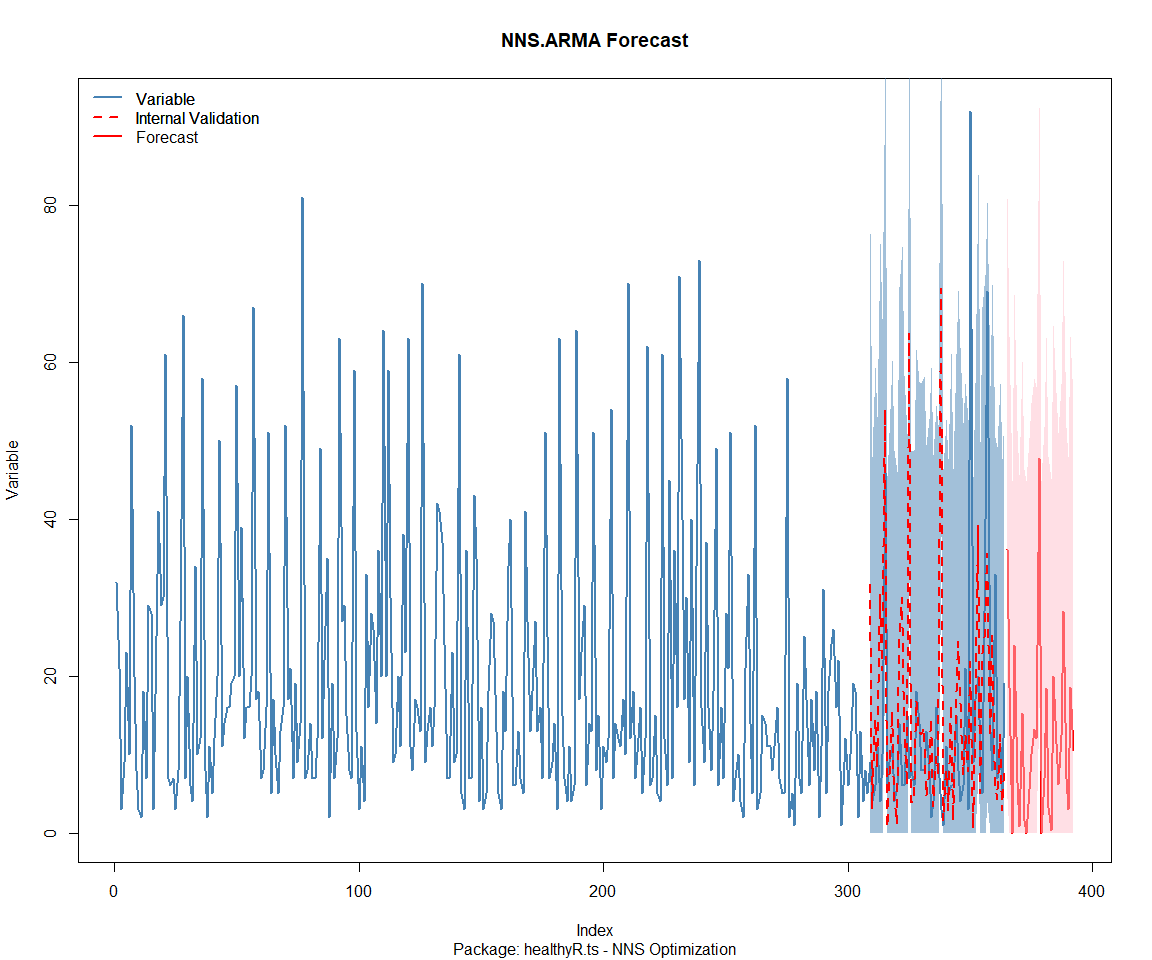 NNS.ARMA Forecast
Variable
Internal Validation
Forecast
Variable
80
60
40
20
0
0 100 200 300 400
Index
Package: healthyR.ts - NNS Optimization